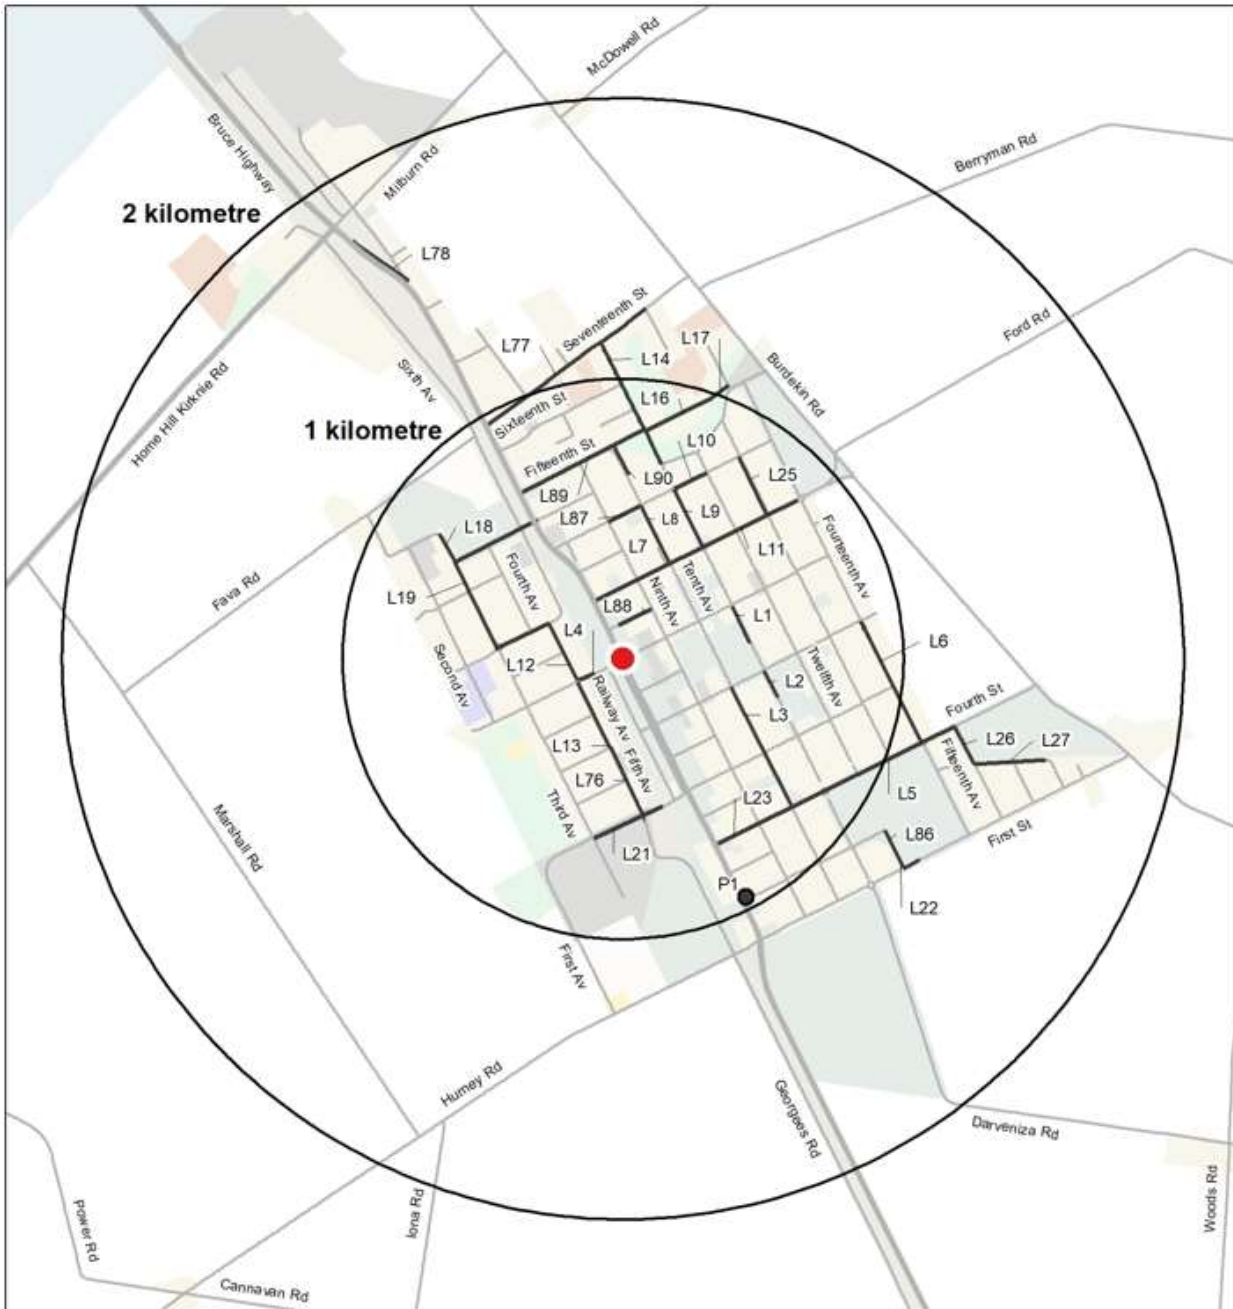 McDowell Rd
Bruce Highway
Berryman Rd
Milburn Rd
2 kilometre
L78
Seventeenth St
Ford Rd
L77
L17
L14
Burdekin Rd
Sixth Av
Home Hill Kirknie Rd
L16
Sixteenth St
1 kilometre
L10
Fifteenth St
L90
L25
L89
L87
L8
L9
L18
Fourteenth Av
L7
L11
Fourth Av
Tenth Av
Ninth Av
Fava Rd
L19
L88
L1
L4
L6
L12
Second Av
Twelfth Av
L2
Railway Av
Fourth St
L3
L26
L27
L13
Fifth Av
Fifteenth Av
L76
L23
L5
Third Av
Marshall Rd
L86
First St
L21
P1
L22
First Av
Hurney Rd
Georgees Rd
Darveniza Rd
Woods Rd
Iona Rd
Power Rd
Cannavan Rd